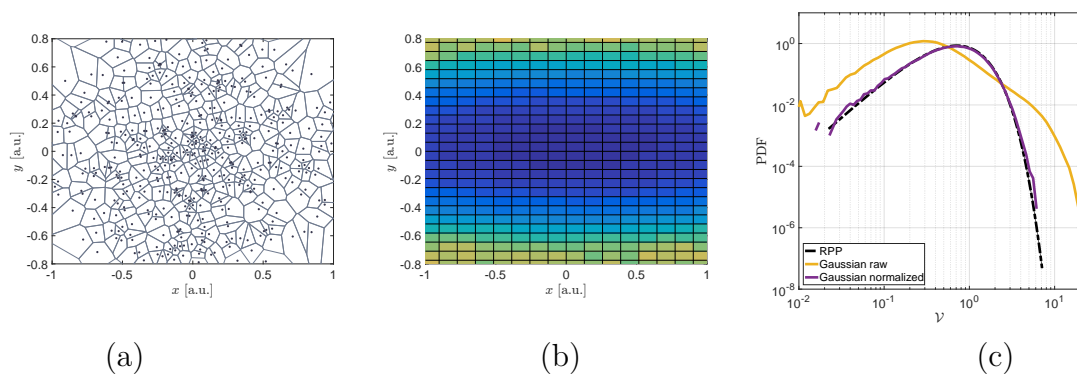 0.8
0.6
0.4
0.2
0
-0.2
-0.4
-0.6
-0.8
y [a.u.]
-1 -0.5 0 0.5 1
x [a.u.]
(a)
0.8
0.6
0.4
0.2
0
-0.2
-0.4
-0.6
-0.8
y [a.u.]
-1 -0.5 0 0.5 1
x [a.u.]
(b)
10^0
10^-2
10^-4
10^-6
10^-8
PDF
RPP
Gaussian raw
Gaussian normalized
10^-2 10^-1 10^0 10^1
𝒱
(c)